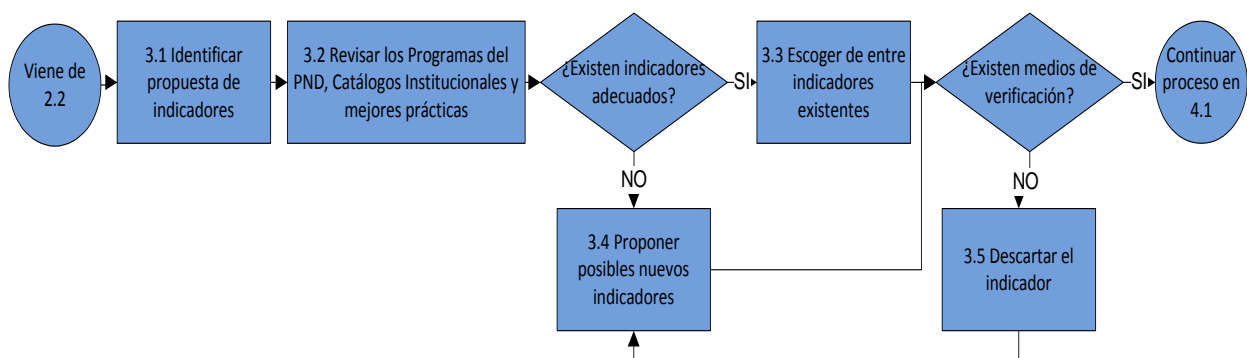 Viene de
2.2
3.1 Identificar
propuesta de
indicadores
3.2 Revisar los Programas del
PND, Catálogos Institucionales y
mejores prácticas
¿Existen indicadores
adecuados?
SI
3.3 Escoger de entre
indicadores
existentes
¿Existen medios de
verificación?
SI
Continuar
proceso en
4.1
NO
NO
3.4 Proponer
posibles nuevos
indicadores
3.5 Descartar el
indicador